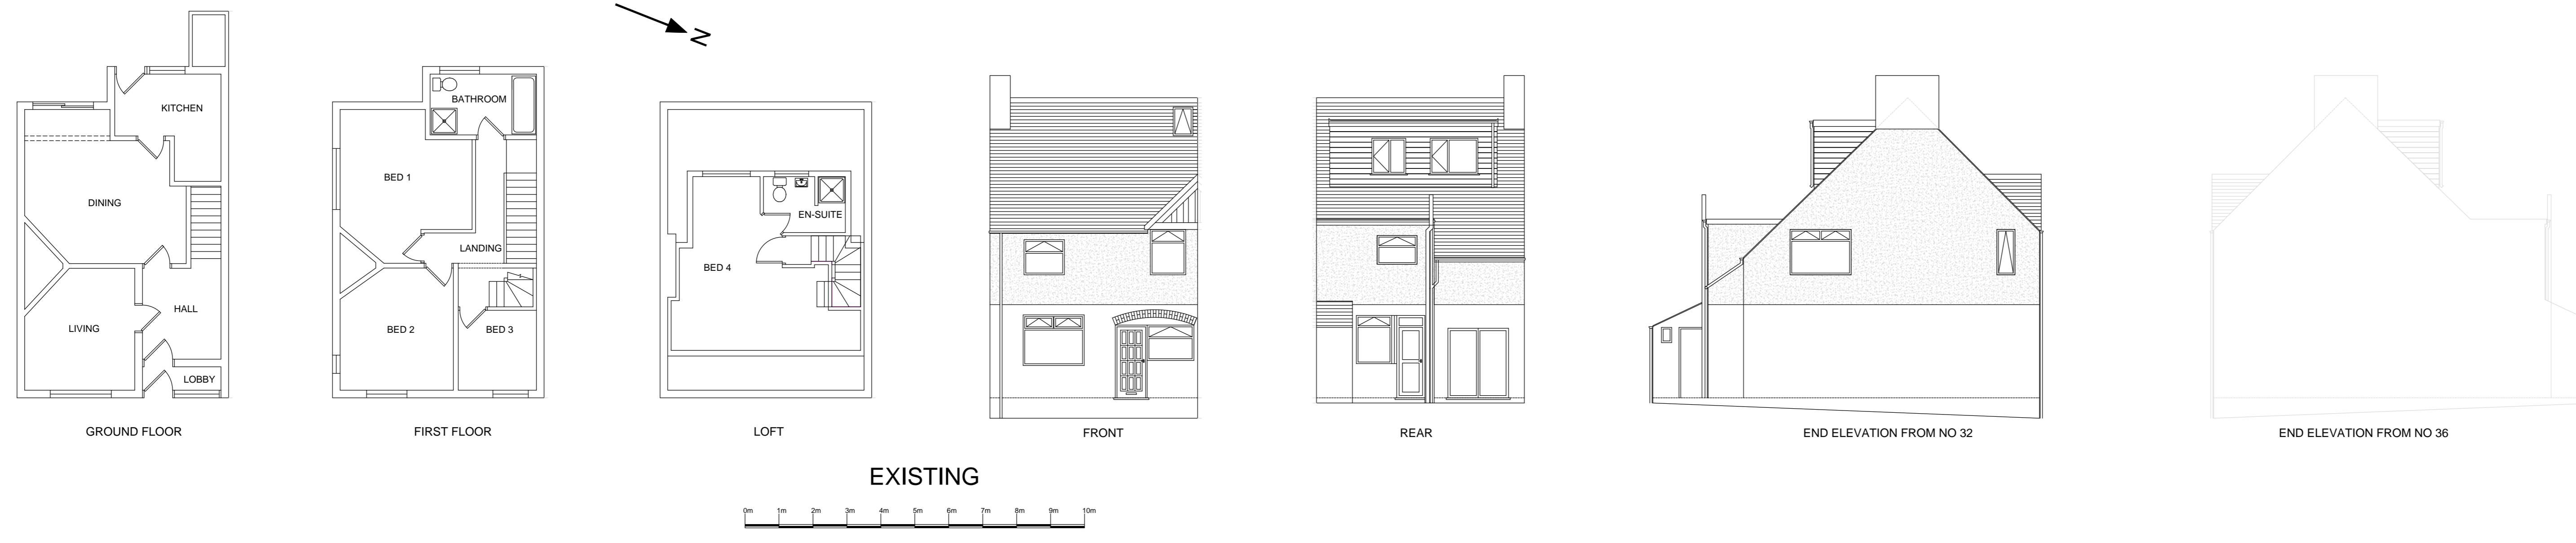 N
KITCHEN
DINING
LIVING
HALL
LOBBY
GROUND FLOOR
BATHROOM
BED 1
LANDING
BED 2
BED 3
FIRST FLOOR
EN-SUITE
BED 4
LOFT
FRONT
REAR
END ELEVATION FROM NO 32
END ELEVATION FROM NO 36
EXISTING
0m 1m 2m 3m 4m 5m 6m 7m 8m 9m 10m